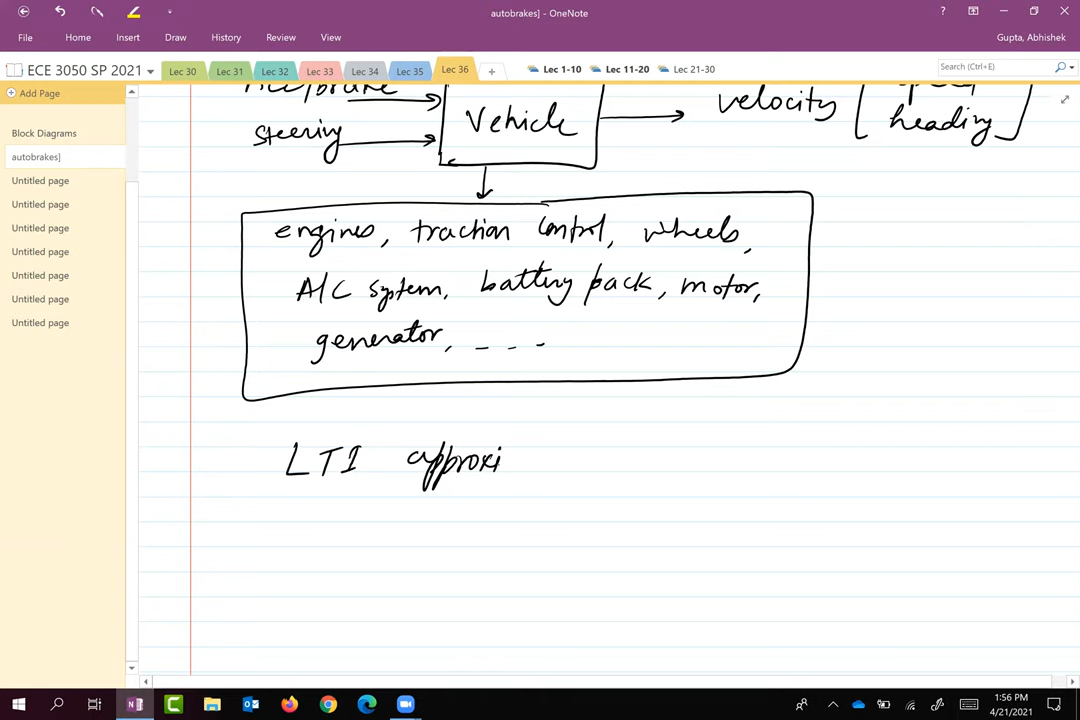 autobrakes] - OneNote
File Home Insert Draw History Review View
Gupta, Abhishek
ECE 3050 SP 2021
Lec 30 Lec 31 Lec 32 Lec 33 Lec 34 Lec 35 Lec 36
Lec 1-10 Lec 11-20 Lec 21-30
Search (Ctrl+E)
Add Page
Block Diagrams
autobrakes]
Untitled page
Untitled page
Untitled page
Untitled page
Untitled page
Untitled page
Untitled page
steering
Vehicle
velocity
heading
engines, traction control, wheels,
A/C system, battery pack, motor,
generator, _ _ _
LTI approxi
1:56 PM
4/21/2021